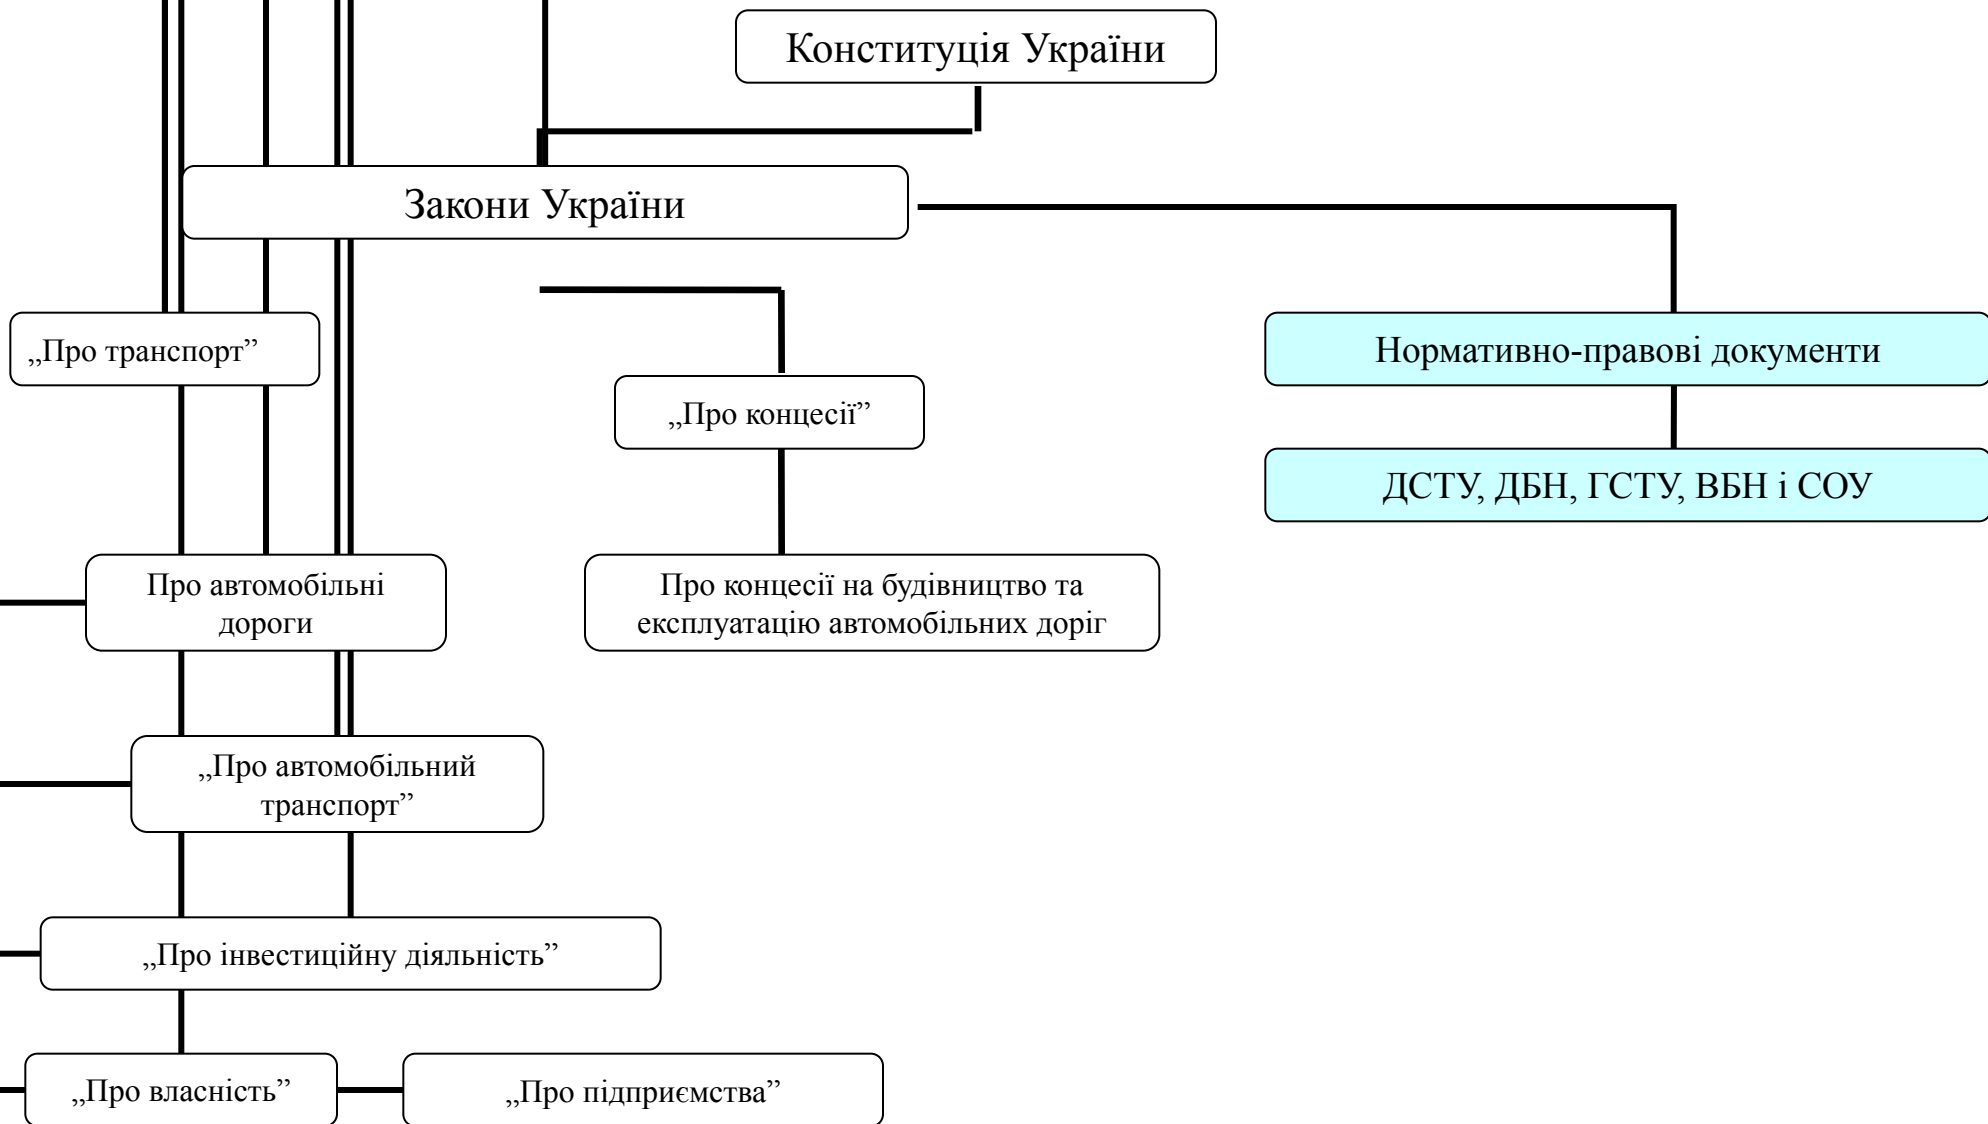 Конституція України
Закони України
„Про транспорт”
Нормативно-правові документи
„Про концесії”
ДСТУ, ДБН, ГСТУ, ВБН і СОУ
Про автомобільні
дороги
Про концесії на будівництво та
експлуатацію автомобільних доріг
„Про автомобільний
транспорт”
„Про інвестиційну діяльність”
„Про власність”
„Про підприємства”